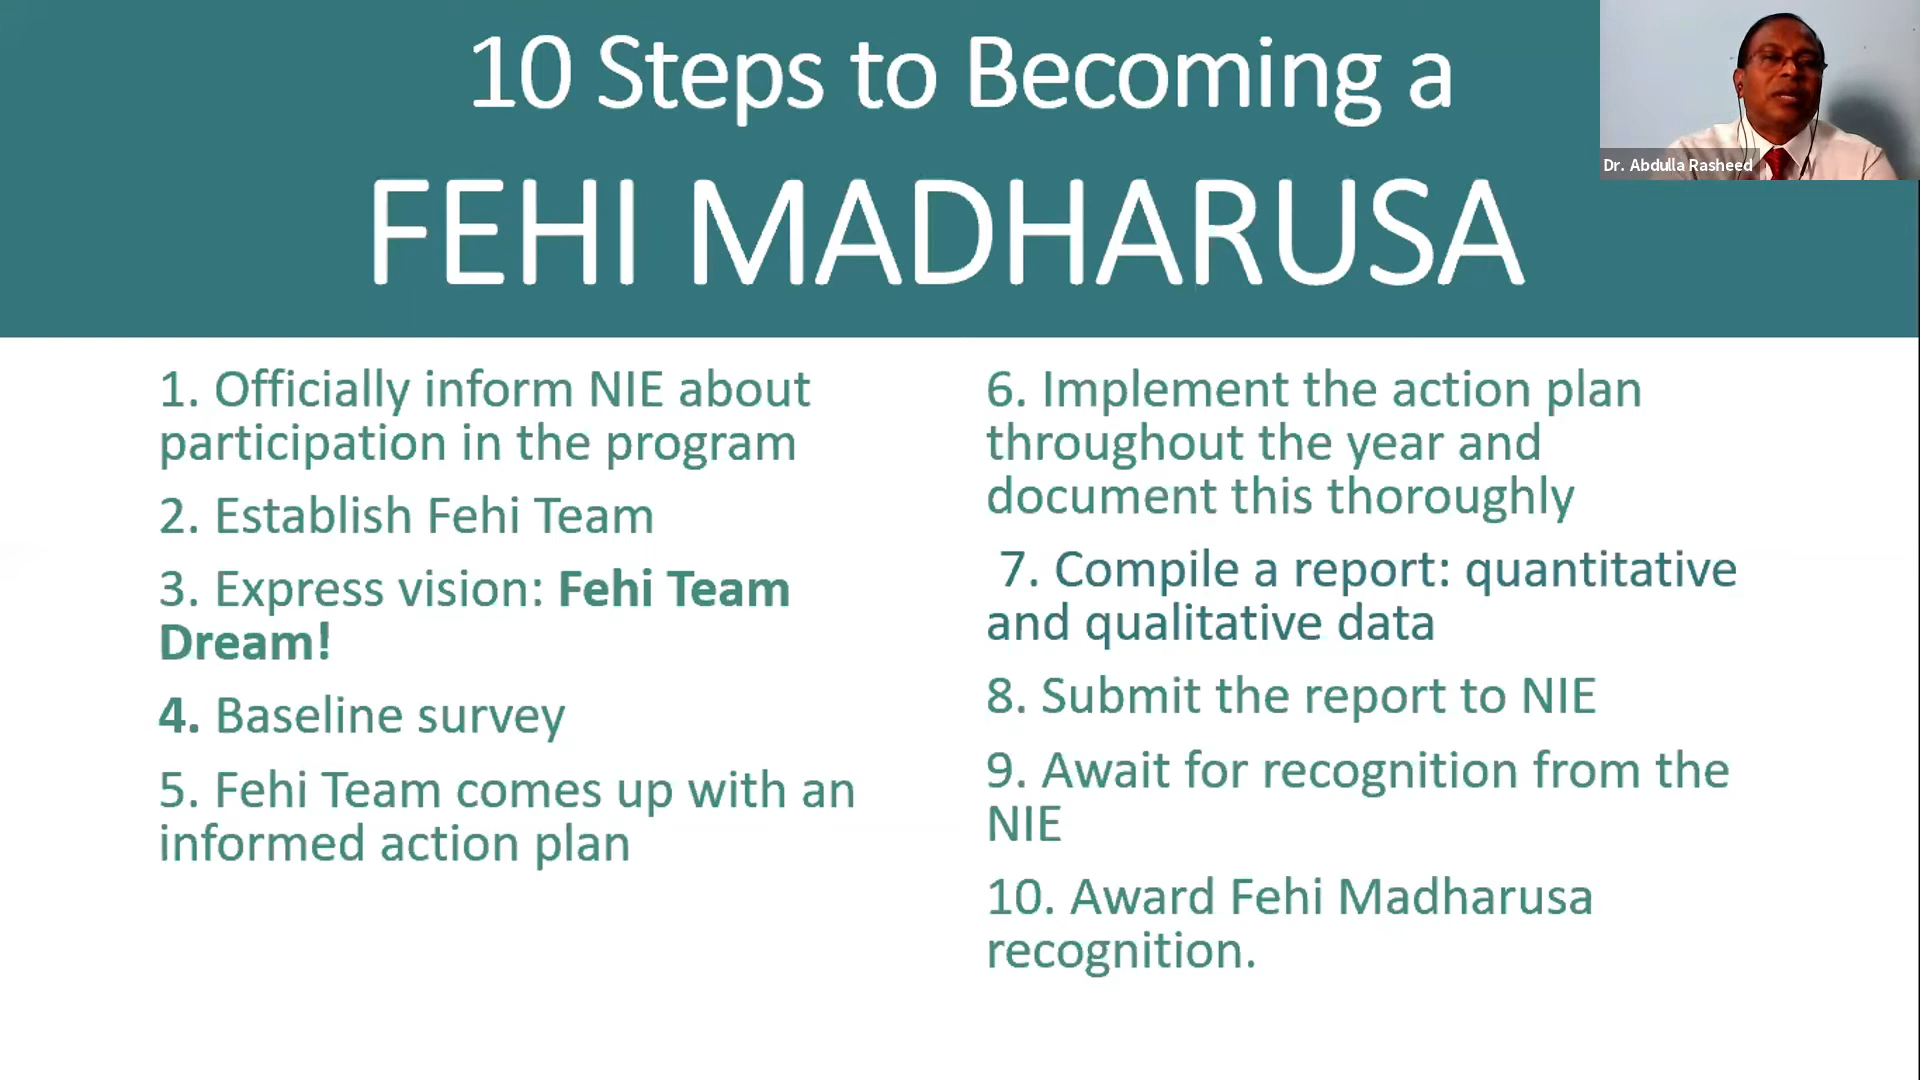 10 Steps to Becoming a
FEHI MADHARUSA
Dr. Abdulla Rasheed
1. Officially inform NIE about
participation in the program
2. Establish Fehi Team
3. Express vision: Fehi Team
Dream!
4. Baseline survey
5. Fehi Team comes up with an
informed action plan
6. Implement the action plan
throughout the year and
document this thoroughly
7. Compile a report: quantitative
and qualitative data
8. Submit the report to NIE
9. Await for recognition from the
NIE
10. Award Fehi Madharusa
recognition.